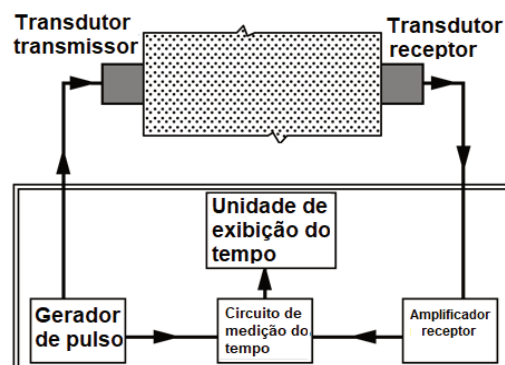 Transdutor
transmissor
Transdutor
receptor
Unidade de
exibição do
tempo
Gerador
de pulso
Circuito de
medição do
tempo
Amplificador
receptor